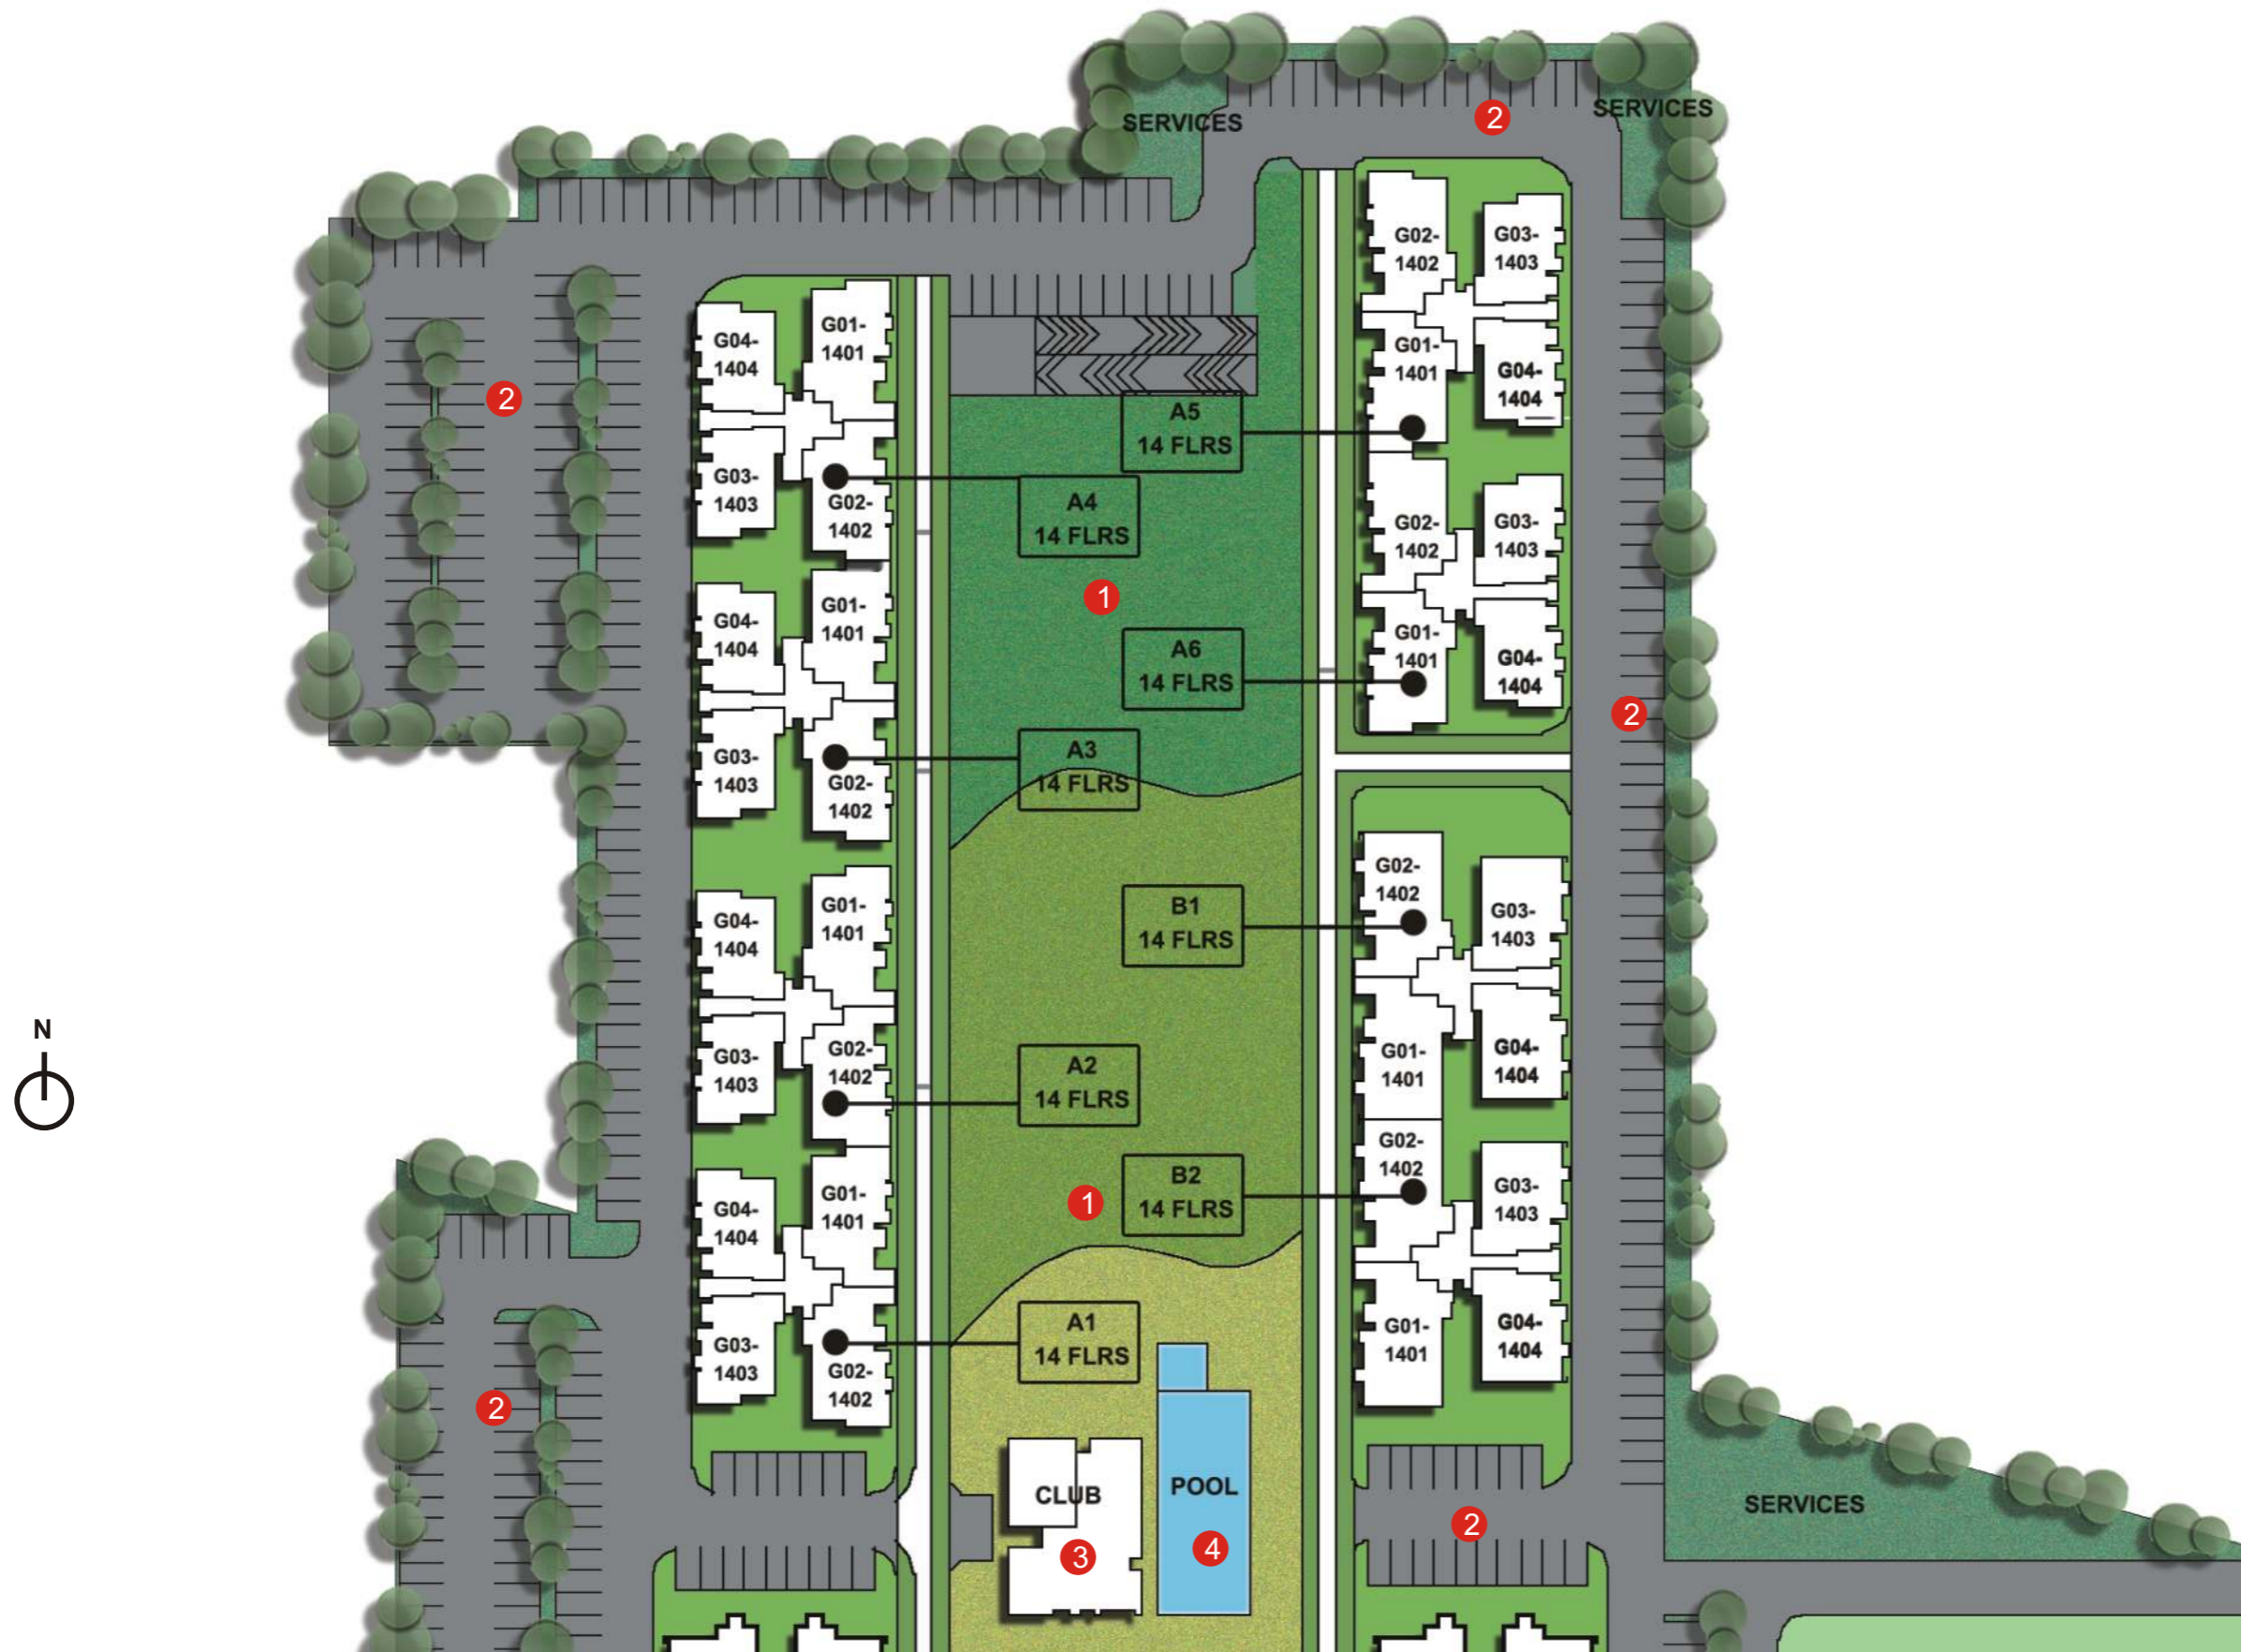 SERVICES
SERVICES
2
G02-
1402
G03-
1403
G04-
1404
G01-
1401
G01-
1401
G04-
1404
2
A5
14 FLRS
G03-
1403
G02-
1402
A4
14 FLRS
G02-
1402
G03-
1403
1
G04-
1404
G01-
1401
A6
14 FLRS
G01-
1401
G04-
1404
2
A3
14 FLRS
G03-
1403
G02-
1402
G04-
1404
G01-
1401
B1
14 FLRS
G02-
1402
G03-
1403
N
G03-
1403
G02-
1402
A2
14 FLRS
G01-
1401
G04-
1404
G04-
1404
G01-
1401
1
B2
14 FLRS
G02-
1402
G03-
1403
G03-
1403
G02-
1402
A1
14 FLRS
G01-
1401
G04-
1404
2
CLUB
POOL
SERVICES
3
4
2